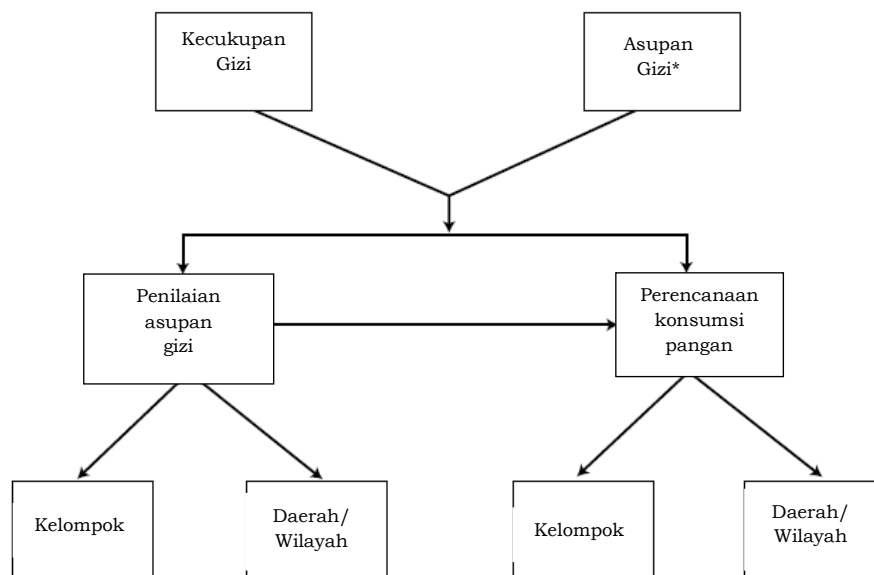 Kecukupan
Gizi
Asupan
Gizi*
Penilaian
asupan
gizi
Perencanaan
konsumsi
pangan
Kelompok
Daerah/
Wilayah
Kelompok
Daerah/
Wilayah